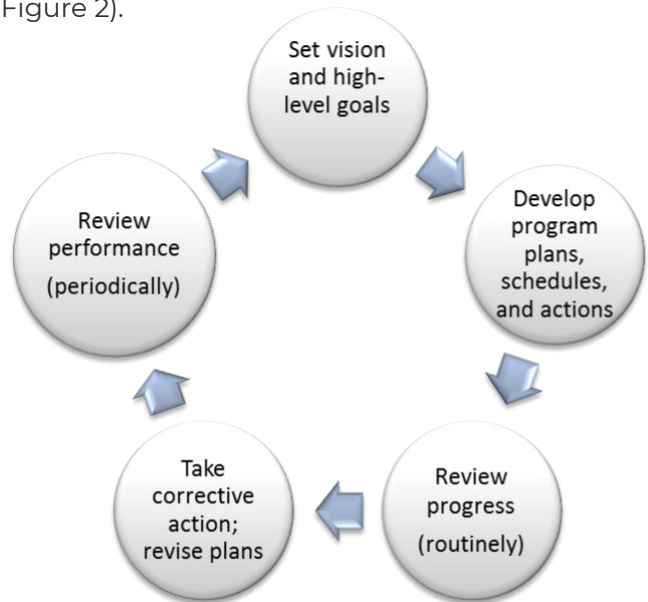 Figure 2).
Set vision
and high-
level goals
Develop
program
plans,
schedules,
and actions
Review
progress
(routinely)
Take
corrective
action;
revise plans
Review
performance
(periodically)